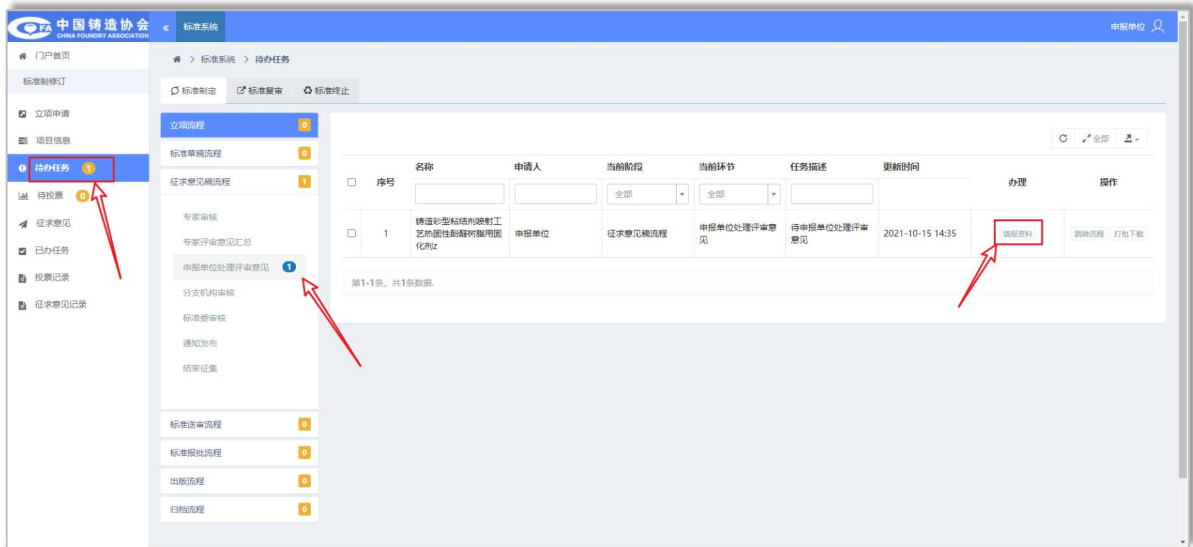 中国铸造协会
CHINA FOUNDRY ASSOCIATION
标准系统
申报单位
门户首页
标准制修订
立项申请
项目信息
待办任务 1
待投票 0
征求意见
已办任务
投票记录
征求意见记录
> 标准系统 > 待办任务
标准制定 标准复审 标准终止
立项流程 0
标准草稿流程 0
征求意见稿流程 1
专家审核
专家评审意见汇总
申报单位处理评审意见 1
分支机构审核
标准委审核
通知发布
结束征集
标准送审流程 0
标准报批流程 0
出版流程 0
归档流程 0
全部
序号 名称 申请人 当前阶段 当前环节 任务描述 更新时间 办理 操作
全部 全部
1 铸造砂型粘结剂喷射工艺热固性酚醛树脂用固化剂z 申报单位 征求意见稿流程 申报单位处理评审意见 待申报单位处理评审意见 2021-10-15 14:35 填报资料 跳转流程 打包下载
第1-1条，共1条数据.